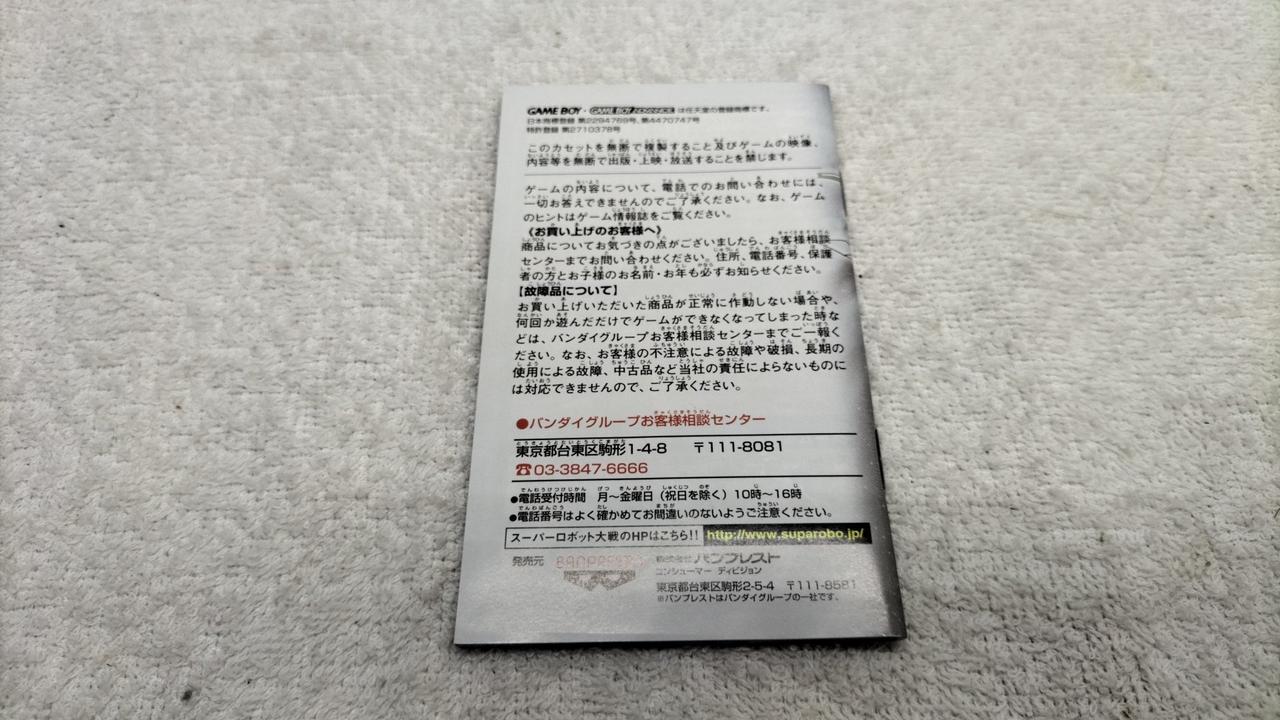 GAME BOY・GAME BOY ADVANCE は任天堂の登録商標です。
日本商標登録 第2294769号、第4470747号
特許登録 第2710378号
このカセットを無断で複製すること及びゲームの映像、
内容等を無断で出版・上映・放送することを禁じます。
ゲームの内容について、電話でのお問い合わせには、
一切お答えできませんのでご了承ください。なお、ゲーム
のヒントはゲーム情報誌をご覧ください。
《お買い上げのお客様へ》
商品についてお気づきの点がございましたら、お客様相談
センターまでお問い合わせください。住所、電話番号、保護
者の方とお子様のお名前・お年も必ずお知らせください。
【故障品について】
お買い上げいただいた商品が正常に作動しない場合や、
何回か遊んだだけでゲームができなくなってしまった時な
どは、バンダイグループお客様相談センターまでご一報く
ださい。なお、お客様の不注意による故障や破損、長期の
使用による故障、中古品など当社の責任によらないものに
は対応できませんので、ご了承ください。
●バンダイグループお客様相談センター
東京都台東区駒形1-4-8 〒111-8081
☎03-3847-6666
●電話受付時間 月〜金曜日（祝日を除く）10時〜16時
●電話番号はよく確かめてお間違いのないようご注意ください。
スーパーロボット大戦のHPはこちら!! http://www.suparobo.jp/
発売元 BANPRESTO 株式会社 バンプレスト
コンシューマー ディビジョン
東京都台東区駒形2-5-4 〒111-8581
※バンプレストはバンダイグループの一社です。